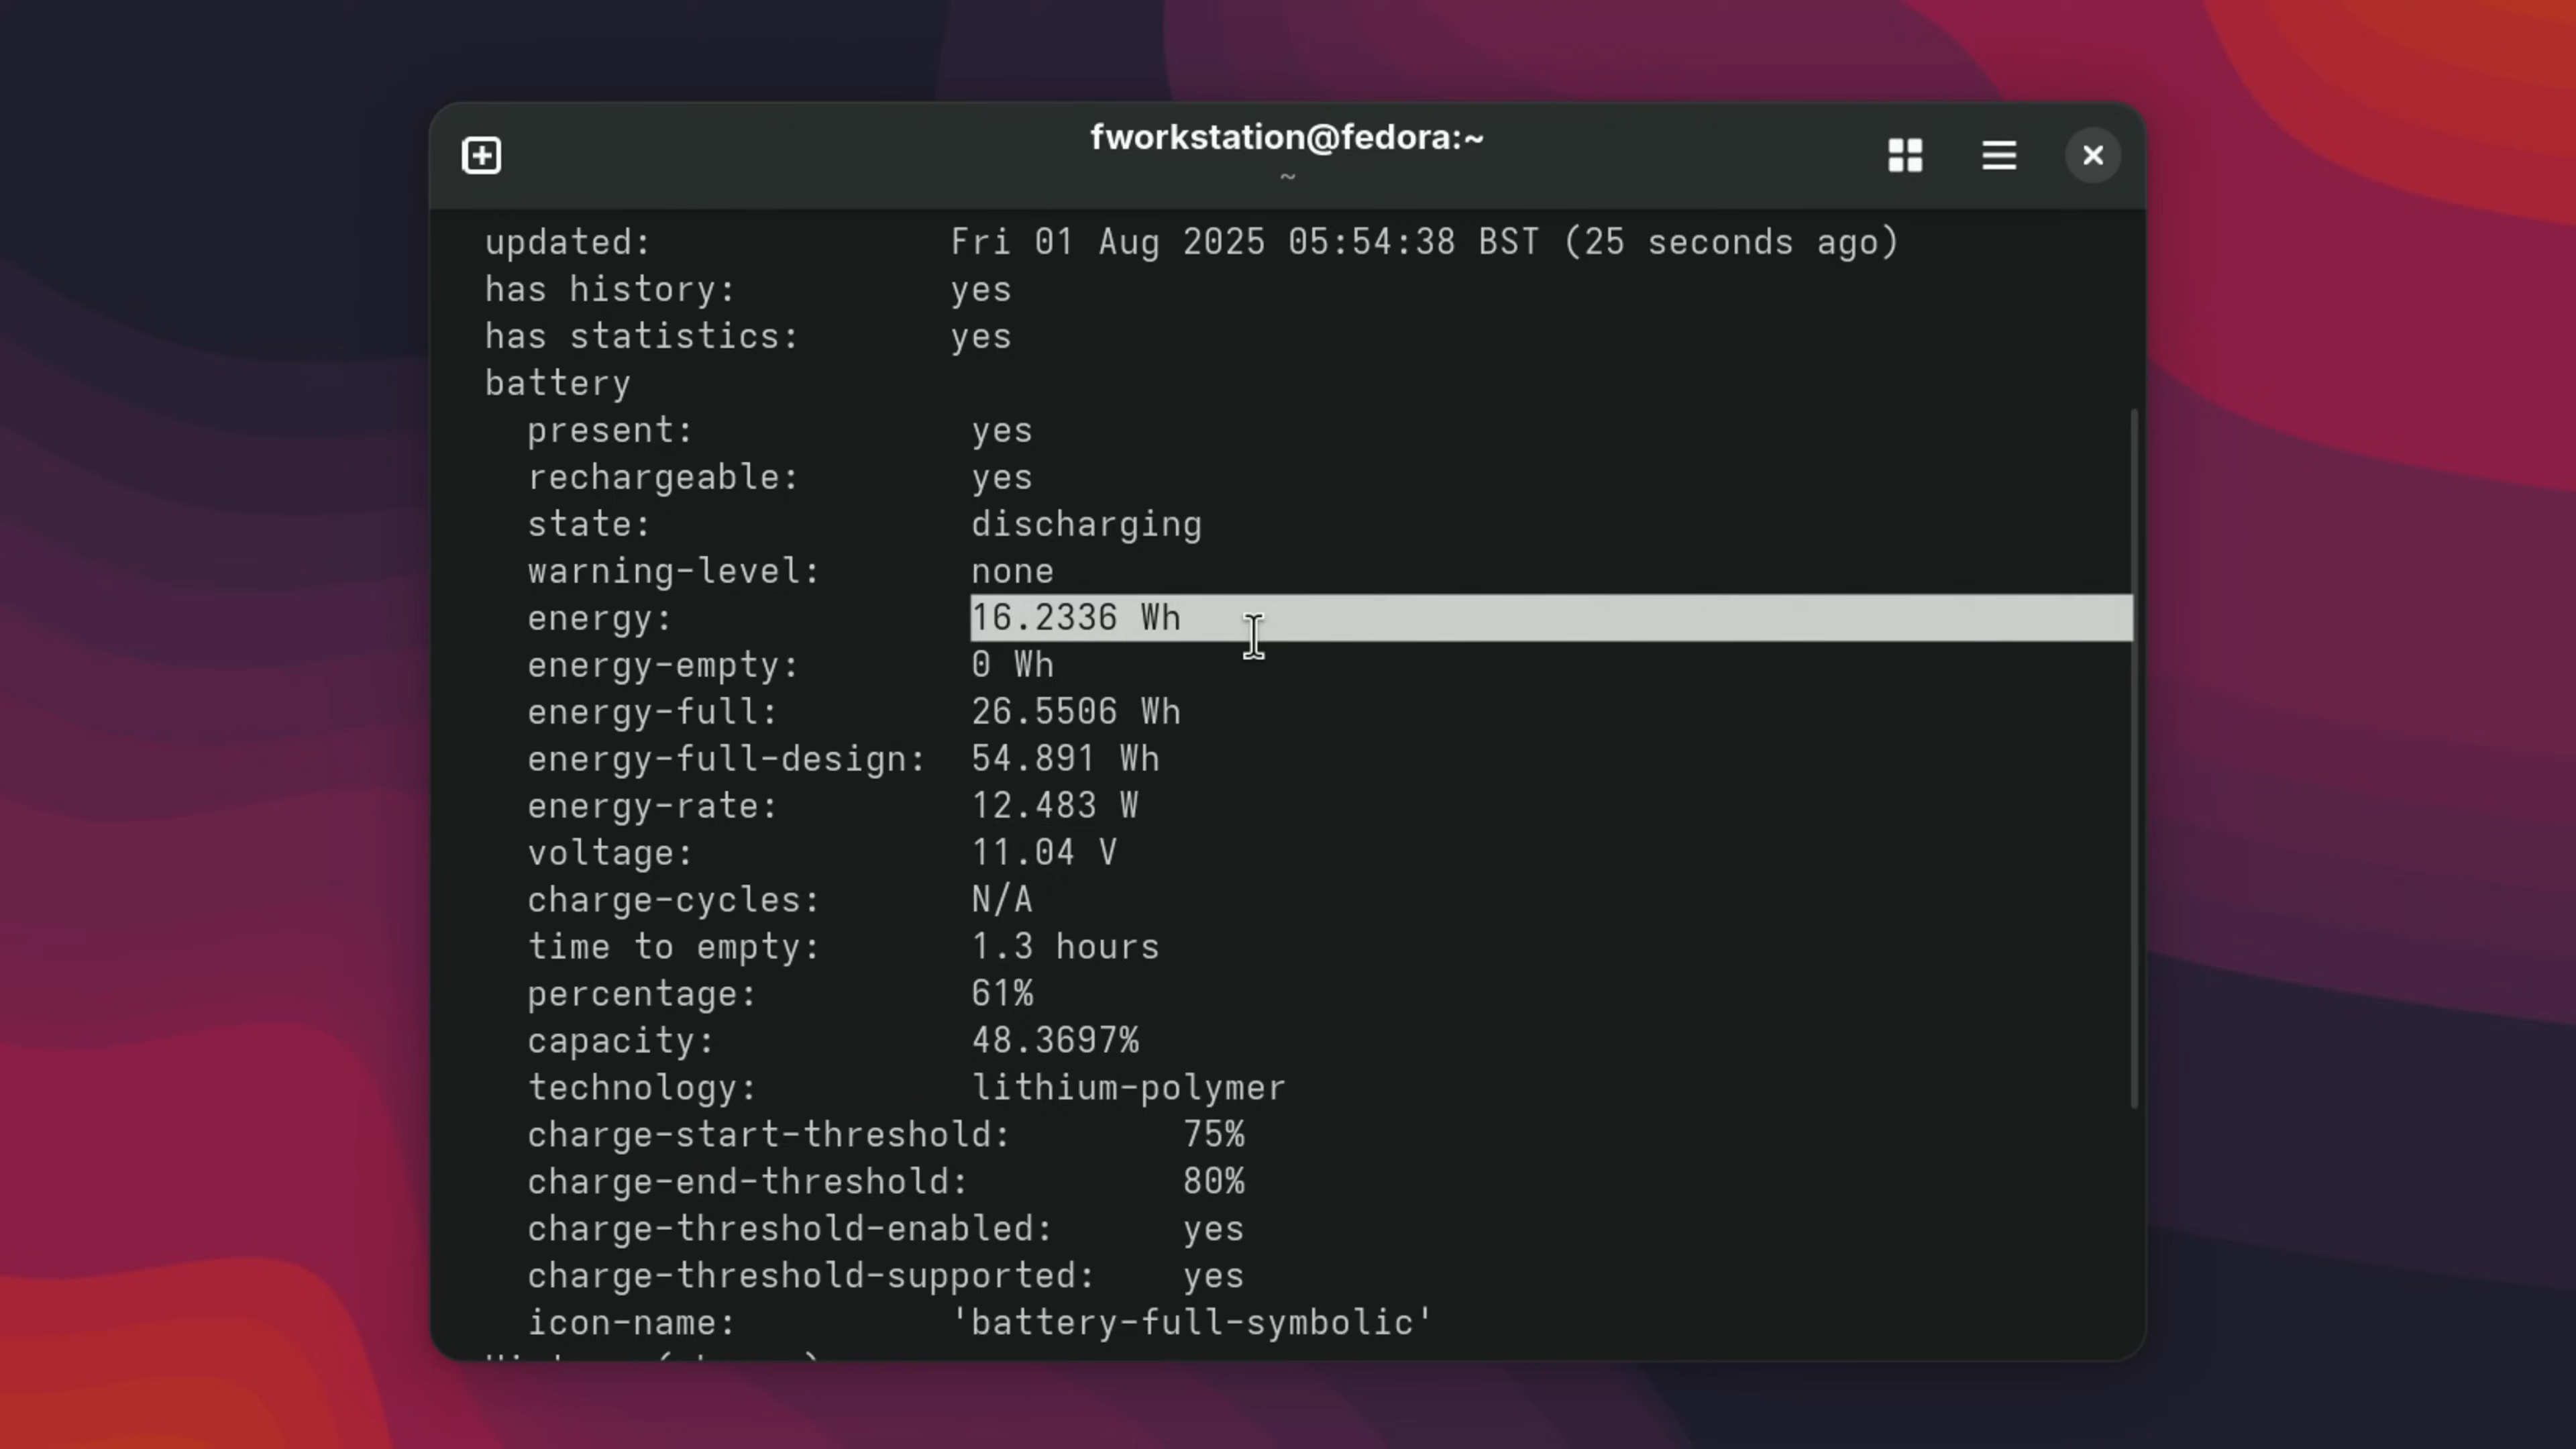 fworkstation@fedora:~
~
updated: Fri 01 Aug 2025 05:54:38 BST (25 seconds ago)
has history: yes
has statistics: yes
battery
present: yes
rechargeable: yes
state: discharging
warning-level: none
energy: 16.2336 Wh
energy-empty: 0 Wh
energy-full: 26.5506 Wh
energy-full-design: 54.891 Wh
energy-rate: 12.483 W
voltage: 11.04 V
charge-cycles: N/A
time to empty: 1.3 hours
percentage: 61%
capacity: 48.3697%
technology: lithium-polymer
charge-start-threshold: 75%
charge-end-threshold: 80%
charge-threshold-enabled: yes
charge-threshold-supported: yes
icon-name: 'battery-full-symbolic'